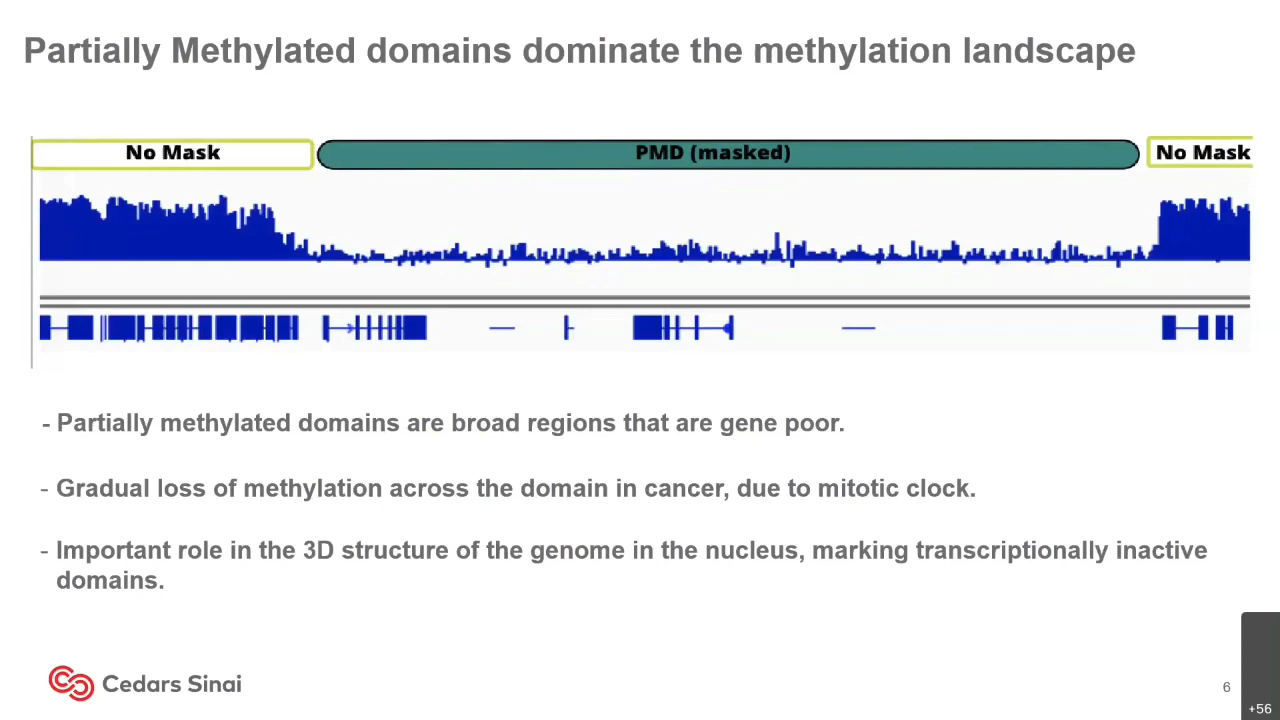 Partially Methylated domains dominate the methylation landscape
No Mask
PMD (masked)
No Mask
- Partially methylated domains are broad regions that are gene poor.
- Gradual loss of methylation across the domain in cancer, due to mitotic clock.
- Important role in the 3D structure of the genome in the nucleus, marking transcriptionally inactive
domains.
Cedars Sinai
6
+56